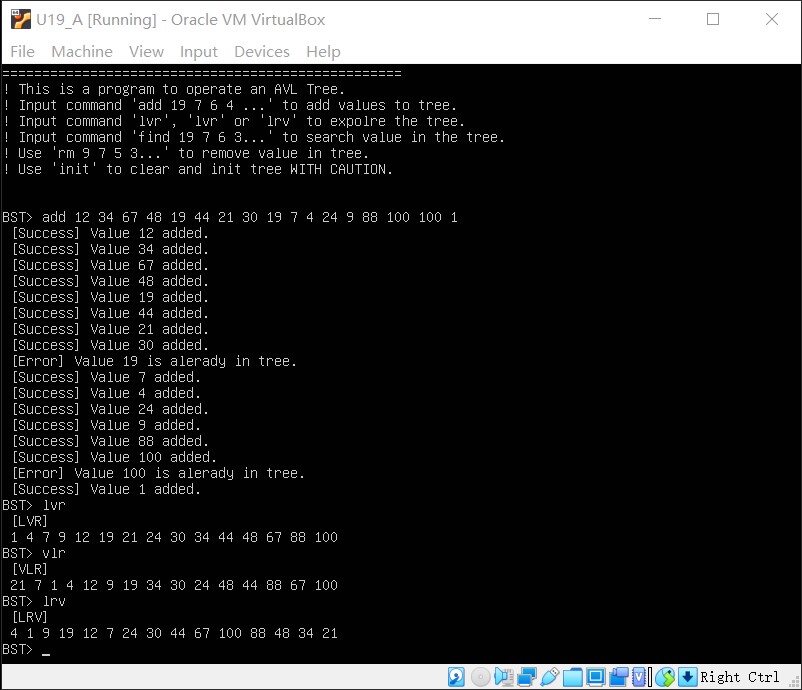 U19_A [Running] - Oracle VM VirtualBox
File Machine View Input Devices Help
==================================================
! This is a program to operate an AVL Tree.
! Input command 'add 19 7 6 4 ...' to add values to tree.
! Input command 'lvr', 'lvr' or 'lrv' to expolre the tree.
! Input command 'find 19 7 6 3...' to search value in the tree.
! Use 'rm 9 7 5 3...' to remove value in tree.
! Use 'init' to clear and init tree WITH CAUTION.
BST> add 12 34 67 48 19 44 21 30 19 7 4 24 9 88 100 100 1
[Success] Value 12 added.
[Success] Value 34 added.
[Success] Value 67 added.
[Success] Value 48 added.
[Success] Value 19 added.
[Success] Value 44 added.
[Success] Value 21 added.
[Success] Value 30 added.
[Error] Value 19 is alerady in tree.
[Success] Value 7 added.
[Success] Value 4 added.
[Success] Value 24 added.
[Success] Value 9 added.
[Success] Value 88 added.
[Success] Value 100 added.
[Error] Value 100 is alerady in tree.
[Success] Value 1 added.
BST> lvr
[LVR]
1 4 7 9 12 19 21 24 30 34 44 48 67 88 100
BST> vlr
[VLR]
21 7 1 4 12 9 19 34 30 24 48 44 88 67 100
BST> lrv
[LRV]
4 1 9 19 12 7 24 30 44 67 100 88 48 34 21
BST> _
Right Ctrl